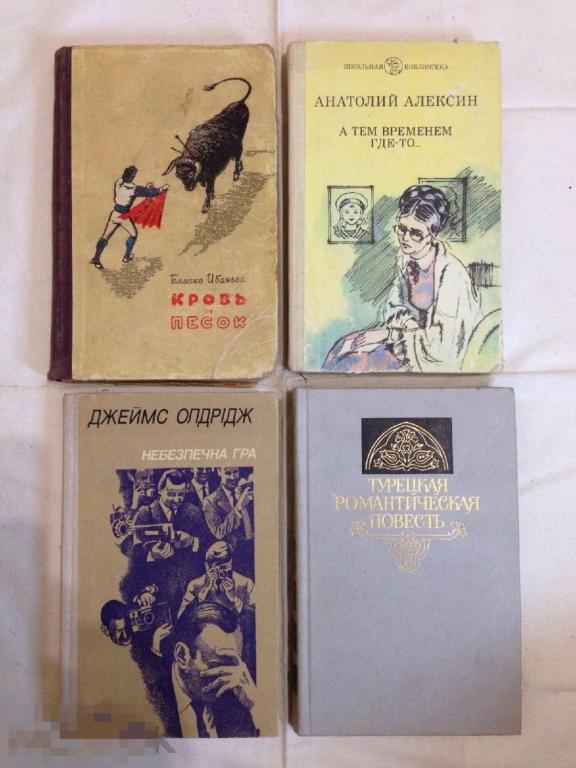 Бласко Ибаньес
КРОВЬ
И
ПЕСОК
ШКОЛЬНАЯ БИБЛИОТЕКА
АНАТОЛИЙ АЛЕКСИН
А ТЕМ ВРЕМЕНЕМ
ГДЕ-ТО...
ДЖЕЙМС ОЛДРІДЖ
НЕБЕЗПЕЧНА ГРА
ТУРЕЦКАЯ
РОМАНТИЧЕСКАЯ
ПОВЕСТЬ